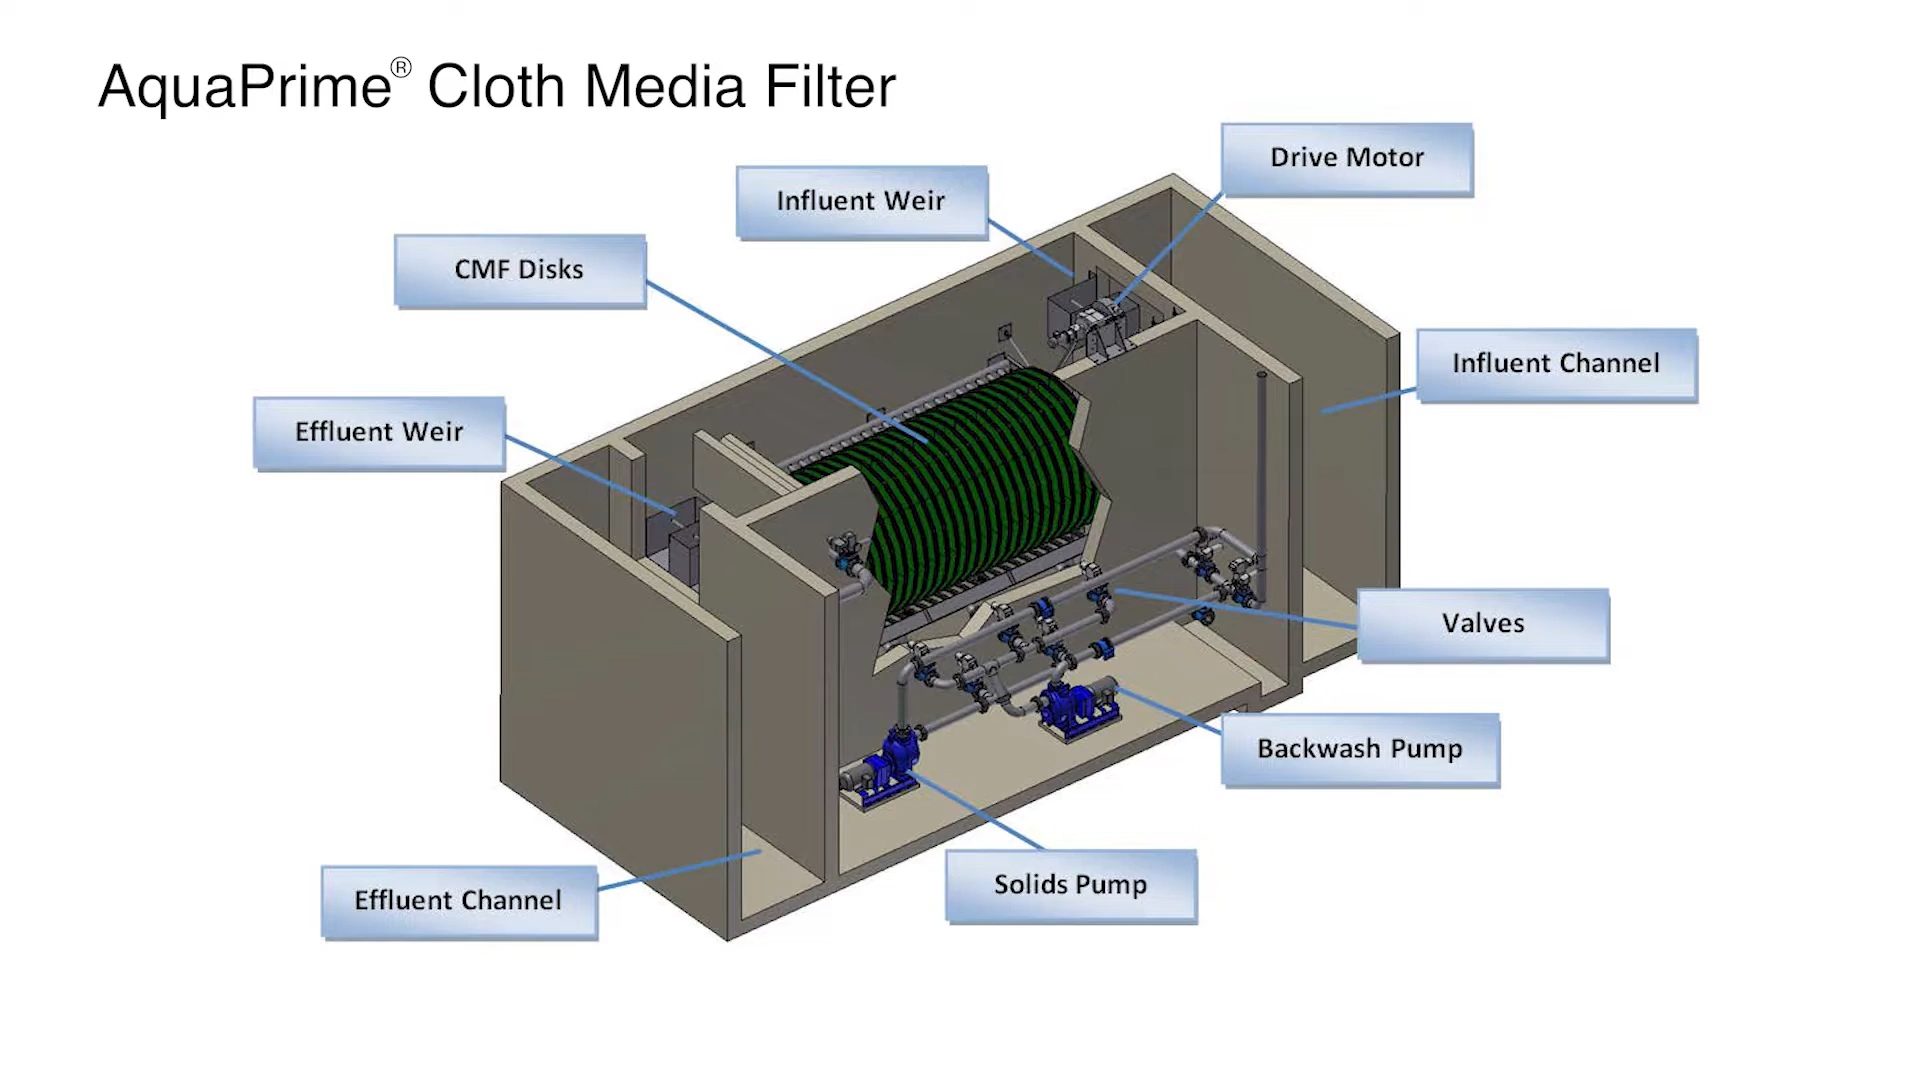 AquaPrime® Cloth Media Filter
Drive Motor
Influent Weir
CMF Disks
Influent Channel
Effluent Weir
Valves
Backwash Pump
Solids Pump
Effluent Channel